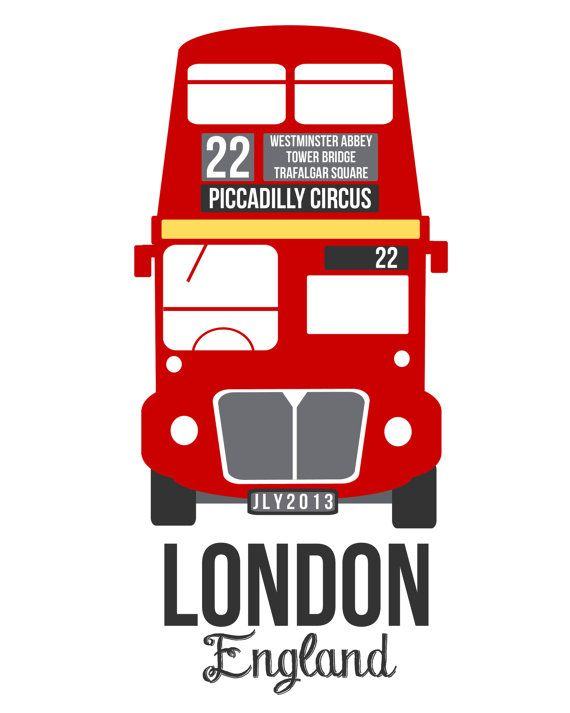 22
WESTMINSTER ABBEY
TOWER BRIDGE
TRAFALGAR SQUARE
PICCADILLY CIRCUS
22
JLY2013
LONDON
England